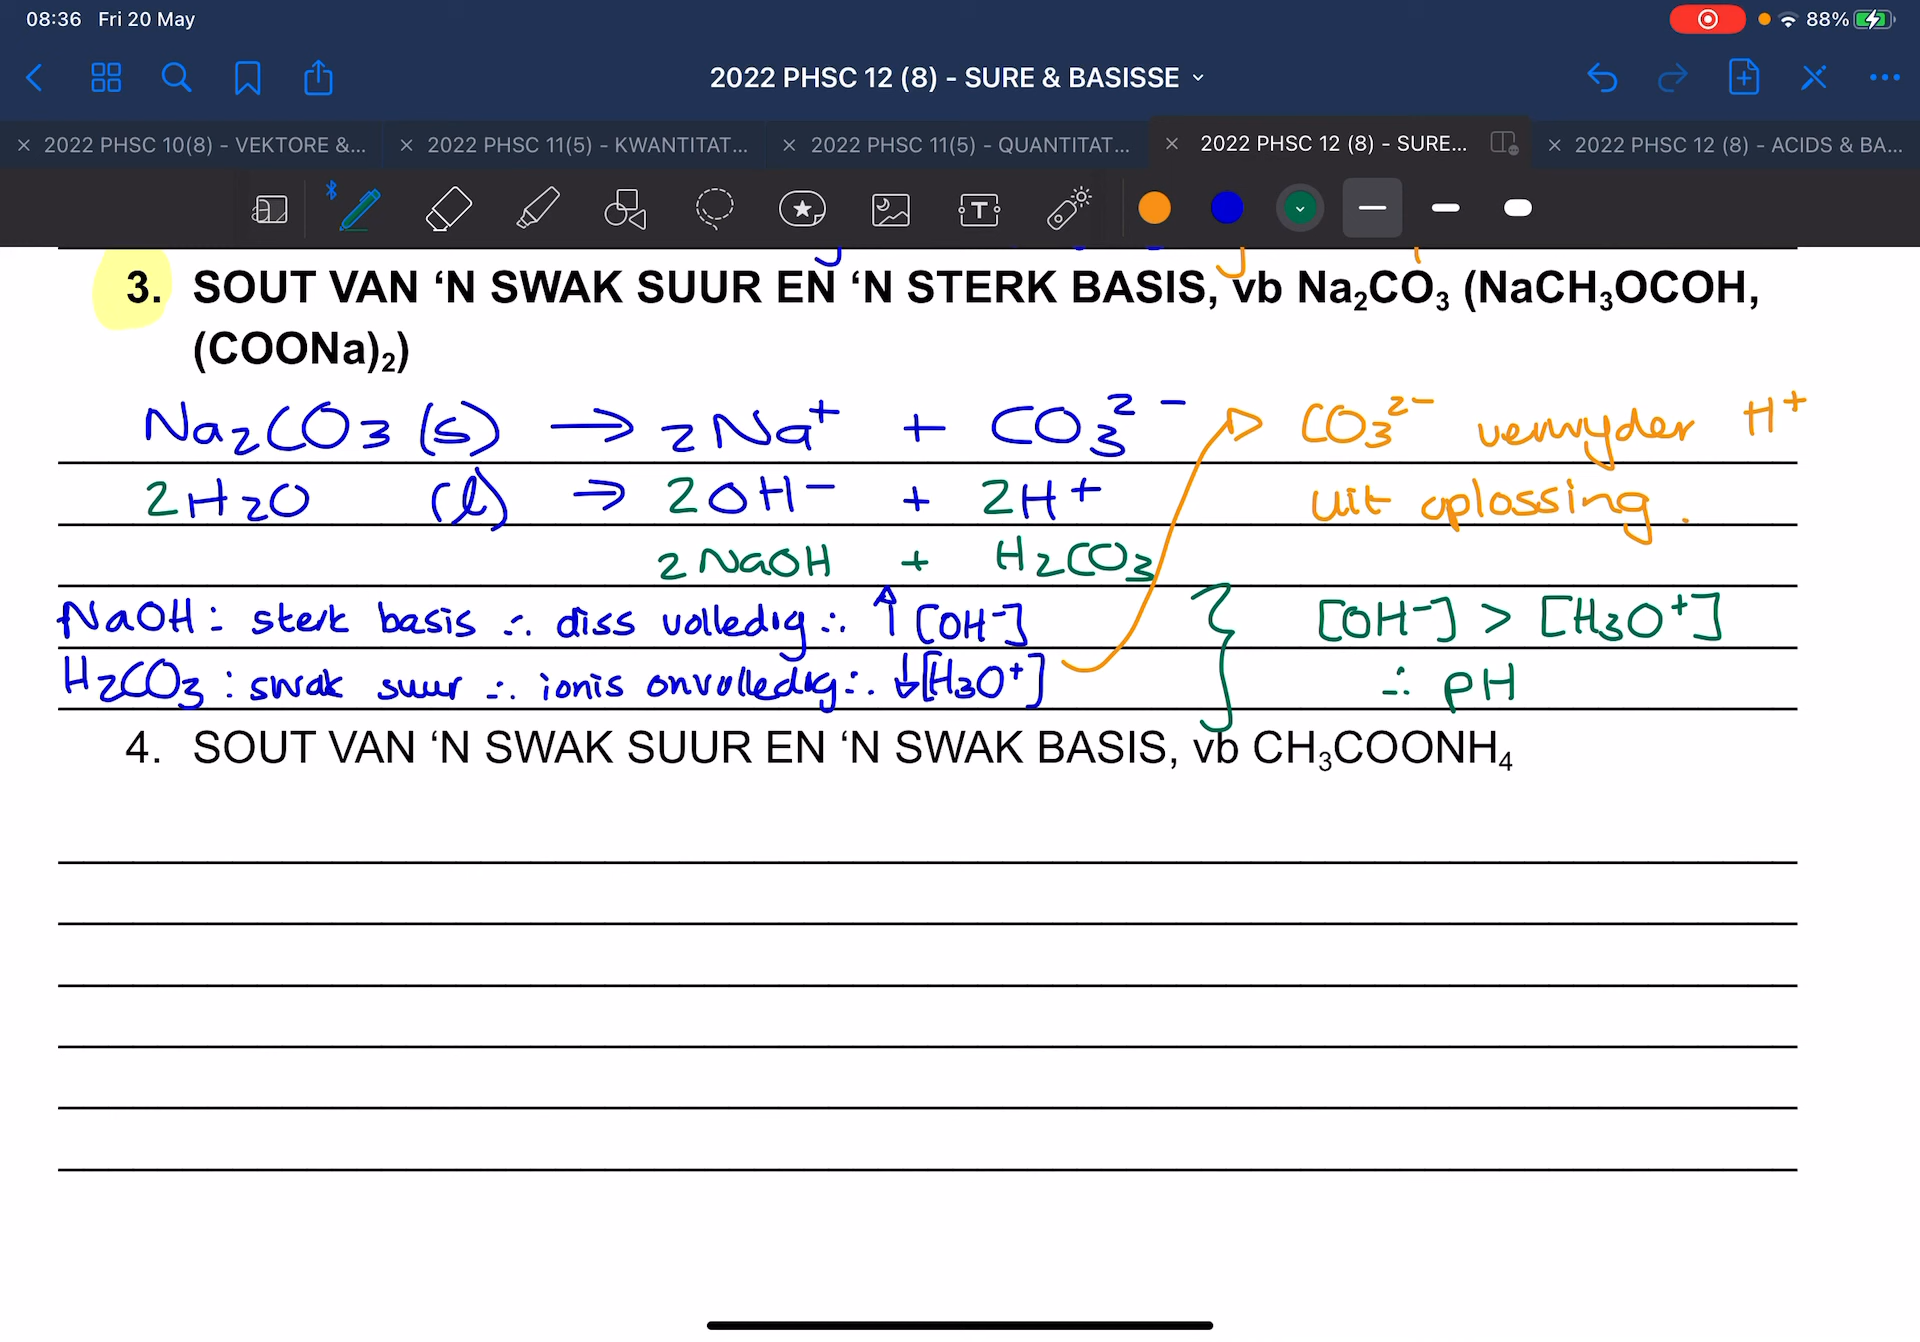 08:36 Fri 20 May 88%
2022 PHSC 12 (8) - SURE & BASISSE
2022 PHSC 10(8) - VEKTORE &... 2022 PHSC 11(5) - KWANTITAT... 2022 PHSC 11(5) - QUANTITAT... 2022 PHSC 12 (8) - SURE... 2022 PHSC 12 (8) - ACIDS & BA...
3. SOUT VAN ‘N SWAK SUUR EN ‘N STERK BASIS, vb Na₂CO₃ (NaCH₃OCOH,
(COONa)₂)
Na₂CO₃ (s) → 2Na⁺ + CO₃²⁻ CO₃²⁻ verwyder H⁺
2H₂O (l) → 2OH⁻ + 2H⁺ uit oplossing.
2NaOH + H₂CO₃
NaOH: sterk basis ∴ diss volledig ∴ ↑[OH⁻] [OH⁻] > [H₃O⁺]
H₂CO₃: swak suur ∴ ionis onvolledig ∴ ↓[H₃O⁺] ∴ pH
4. SOUT VAN ‘N SWAK SUUR EN ‘N SWAK BASIS, vb CH₃COONH₄